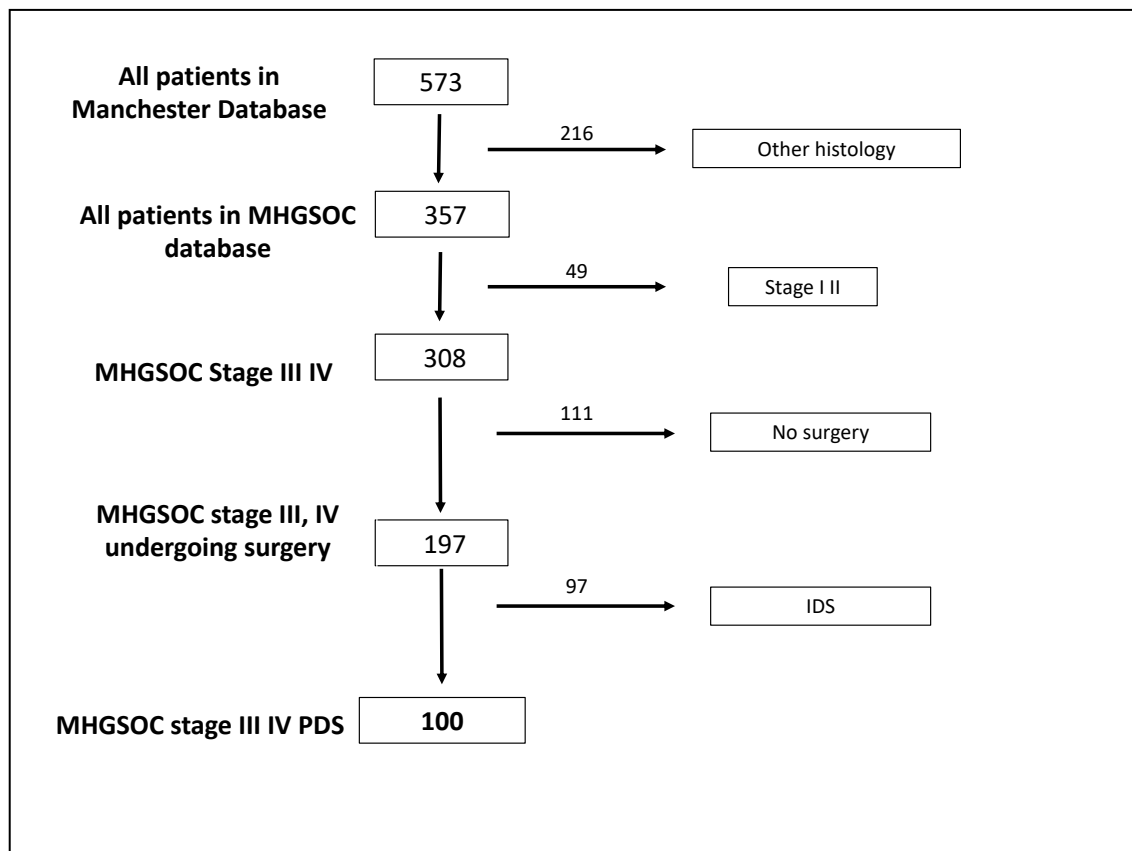 All patients in
Manchester Database
573
216
Other histology
All patients in MHGSOC
database
357
49
Stage I II
MHGSOC Stage III IV
308
111
No surgery
MHGSOC stage III, IV
undergoing surgery
197
97
IDS
MHGSOC stage III IV PDS
100